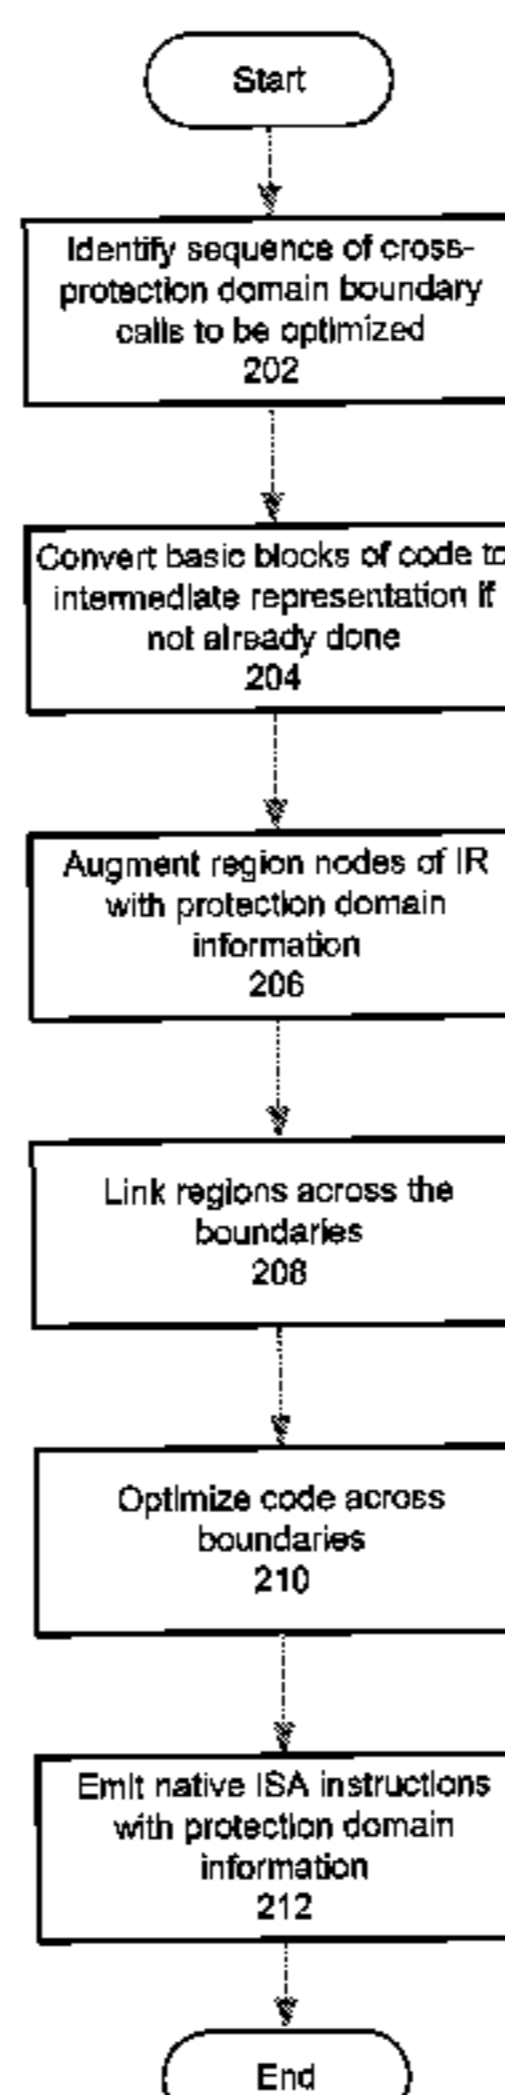 Start
Identify sequence of cross-
protection domain boundary
calls to be optimized
202
Convert basic blocks of code to
intermediate representation if
not already done
204
Augment region nodes of IR
with protection domain
information
206
Link regions across the
boundaries
208
Optimize code across
boundaries
210
Emit native ISA instructions
with protection domain
information
212
End